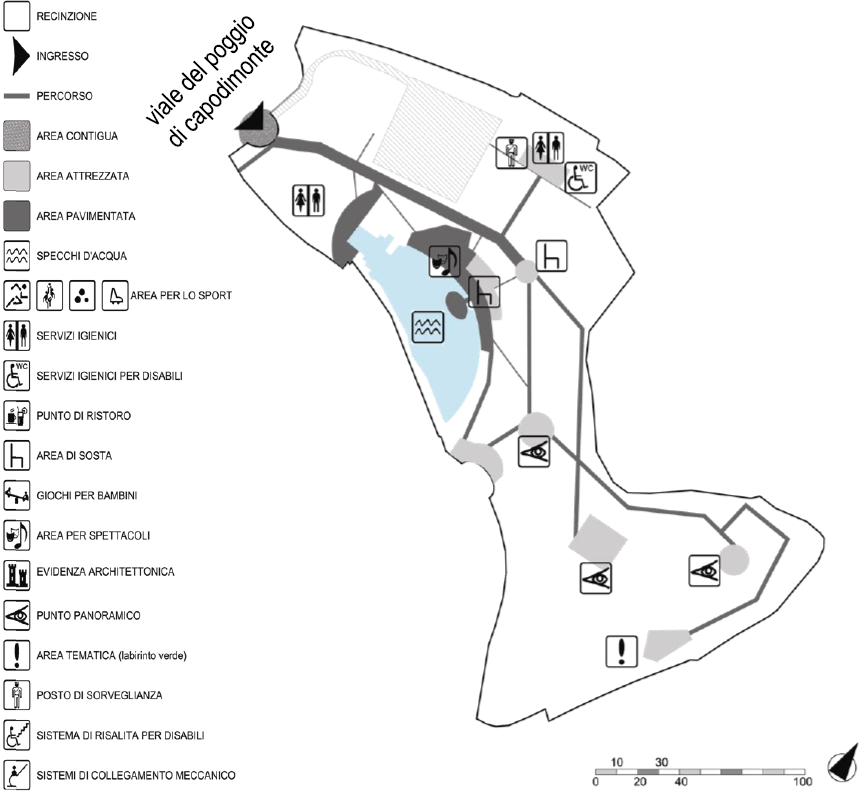 RECINZIONE
INGRESSO
PERCORSO
AREA CONTIGUA
AREA ATTREZZATA
AREA PAVIMENTATA
SPECCHI D'ACQUA
AREA PER LO SPORT
SERVIZI IGIENICI
WC
SERVIZI IGIENICI PER DISABILI
PUNTO DI RISTORO
AREA DI SOSTA
GIOCHI PER BAMBINI
AREA PER SPETTACOLI
EVIDENZA ARCHITETTONICA
PUNTO PANORAMICO
AREA TEMATICA (labirinto verde)
POSTO DI SORVEGLIANZA
SISTEMA DI RISALITA PER DISABILI
SISTEMI DI COLLEGAMENTO MECCANICO
viale del poggio
di capodimonte
WC
10 30
0 20 40 100